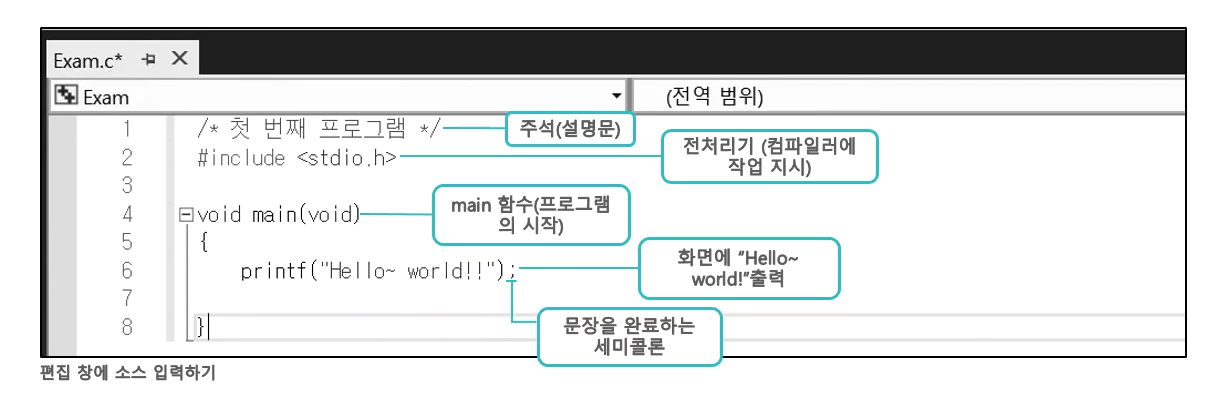 Exam.c*
Exam
(전역 범위)
1 /* 첫 번째 프로그램 */
주석(설명문)
2 #include <stdio.h>
전처리기 (컴파일러에
작업 지시)
3
4 void main(void)
main 함수(프로그램
의 시작)
5 {
6 printf("Hello~ world!!");
화면에 "Hello~
world!"출력
7
8 }
문장을 완료하는
세미콜론
편집 창에 소스 입력하기